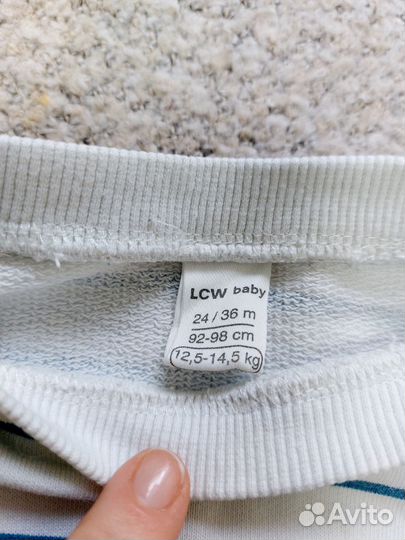 LCW baby
24 / 36 m
92-98 cm
12,5-14,5 kg
Avito